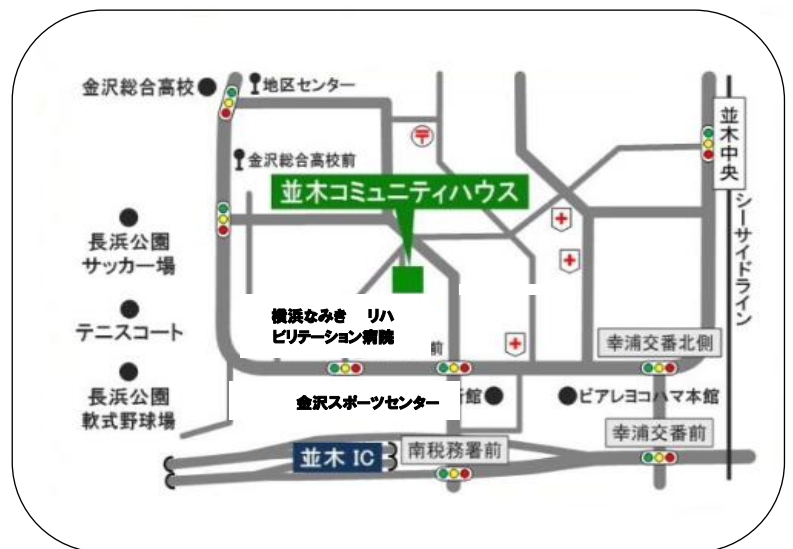 金沢総合高校
地区センター
金沢総合高校前
並木コミュニティハウス
並木中央
シーサイドライン
長浜公園
サッカー場
横浜なみき リハ
ビリテーション病院
前
テニスコート
幸浦交番北側
長浜公園
軟式野球場
金沢スポーツセンター
館
ビアレヨコハマ本館
幸浦交番前
並木 IC
南税務署前